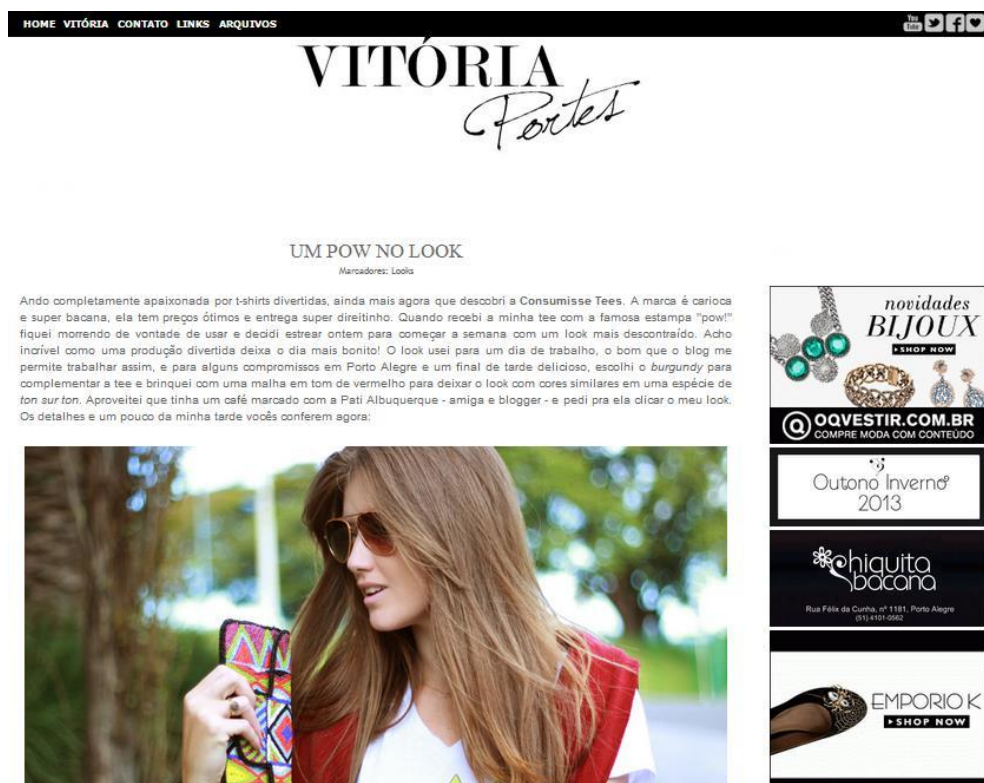 HOME VITÓRIA CONTATO LINKS ARQUIVOS
You
Tube
VITÓRIA
Portes
UM POW NO LOOK
Marcadores: Looks
Ando completamente apaixonada por t-shirts divertidas, ainda mais agora que descobri a Consumisse Tees. A marca é carioca
e super bacana, ela tem preços ótimos e entrega super direitinho. Quando recebi a minha tee com a famosa estampa "pow!"
fiquei morrendo de vontade de usar e decidi estrear ontem para começar a semana com um look mais descontraído. Acho
incrível como uma produção divertida deixa o dia mais bonito! O look usei para um dia de trabalho, o bom que o blog me
permite trabalhar assim, e para alguns compromissos em Porto Alegre e um final de tarde delicioso, escolhi o burgundy para
complementar a tee e brinquei com uma malha em tom de vermelho para deixar o look com cores similares em uma espécie de
ton sur ton. Aproveitei que tinha um café marcado com a Pati Albuquerque - amiga e blogger - e pedi pra ela clicar o meu look.
Os detalhes e um pouco da minha tarde vocês conferem agora:
novidades
BIJOUX
SHOP NOW
OQVESTIR.COM.BR
COMPRE MODA COM CONTEÚDO
Outono Inverno
2013
chiquita
bacana
Rua Félix da Cunha, nº 1181, Porto Alegre
(51) 4101-0562
EMPORIO K
SHOP NOW